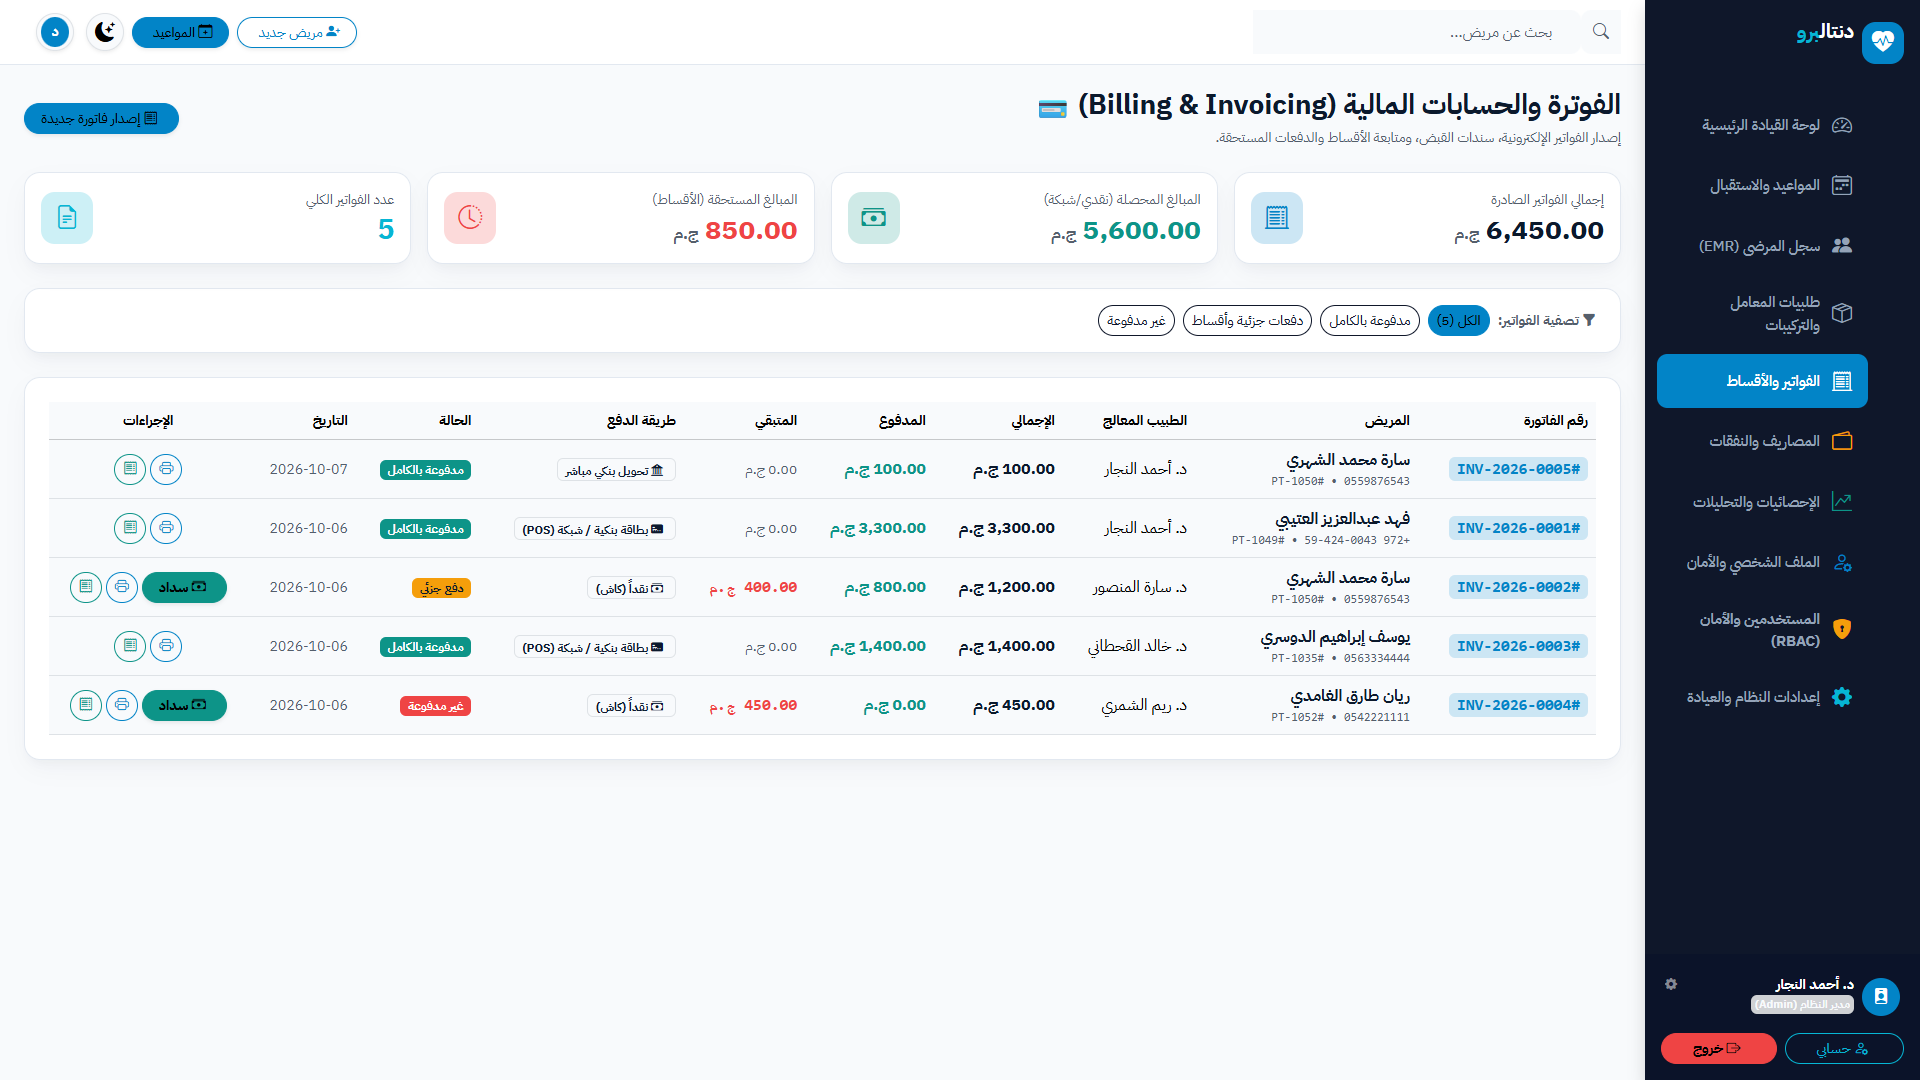 دنتالبرو
لوحة القيادة الرئيسية
المواعيد والاستقبال
سجل المرضى (EMR)
طلبيات المعامل
والتركيبات
الفواتير والأقساط
المصاريف والنفقات
الإحصائيات والتحليلات
الملف الشخصي والأمان
المستخدمين والأمان
(RBAC)
إعدادات النظام والعيادة
د. أحمد النجار
مدير النظام (Admin)
حسابي
خروج
بحث عن مريض...
مريض جديد
المواعيد
د
الفوترة والحسابات المالية (Billing & Invoicing)
إصدار الفواتير الإلكترونية، سندات القبض، ومتابعة الأقساط والدفعات المستحقة.
إصدار فاتورة جديدة
إجمالي الفواتير الصادرة
6,450.00 ج.م
المبالغ المحصلة (نقدي/شبكة)
5,600.00 ج.م
المبالغ المستحقة (الأقساط)
850.00 ج.م
عدد الفواتير الكلي
5
تصفية الفواتير: الكل (5) مدفوعة بالكامل دفعات جزئية وأقساط غير مدفوعة
رقم الفاتورة المريض الطبيب المعالج الإجمالي المدفوع المتبقي طريقة الدفع الحالة التاريخ الإجراءات
INV-2026-0005# سارة محمد الشهري د. أحمد النجار 100.00 ج.م 100.00 ج.م 0.00 ج.م تحويل بنكي مباشر مدفوعة بالكامل 2026-10-07
PT-1050# • 0559876543
INV-2026-0001# فهد عبدالعزيز العتيبي د. أحمد النجار 3,300.00 ج.م 3,300.00 ج.م 0.00 ج.م بطاقة بنكية / شبكة (POS) مدفوعة بالكامل 2026-10-06
PT-1049# • 59-424-0043 972+
INV-2026-0002# سارة محمد الشهري د. سارة المنصور 1,200.00 ج.م 800.00 ج.م 400.00 ج.م نقداً (كاش) دفع جزئي 2026-10-06 سداد
PT-1050# • 0559876543
INV-2026-0003# يوسف إبراهيم الدوسري د. خالد القحطاني 1,400.00 ج.م 1,400.00 ج.م 0.00 ج.م بطاقة بنكية / شبكة (POS) مدفوعة بالكامل 2026-10-06
PT-1035# • 0563334444
INV-2026-0004# ريان طارق الغامدي د. ريم الشمري 450.00 ج.م 0.00 ج.م 450.00 ج.م نقداً (كاش) غير مدفوعة 2026-10-06 سداد
PT-1052# • 0542221111